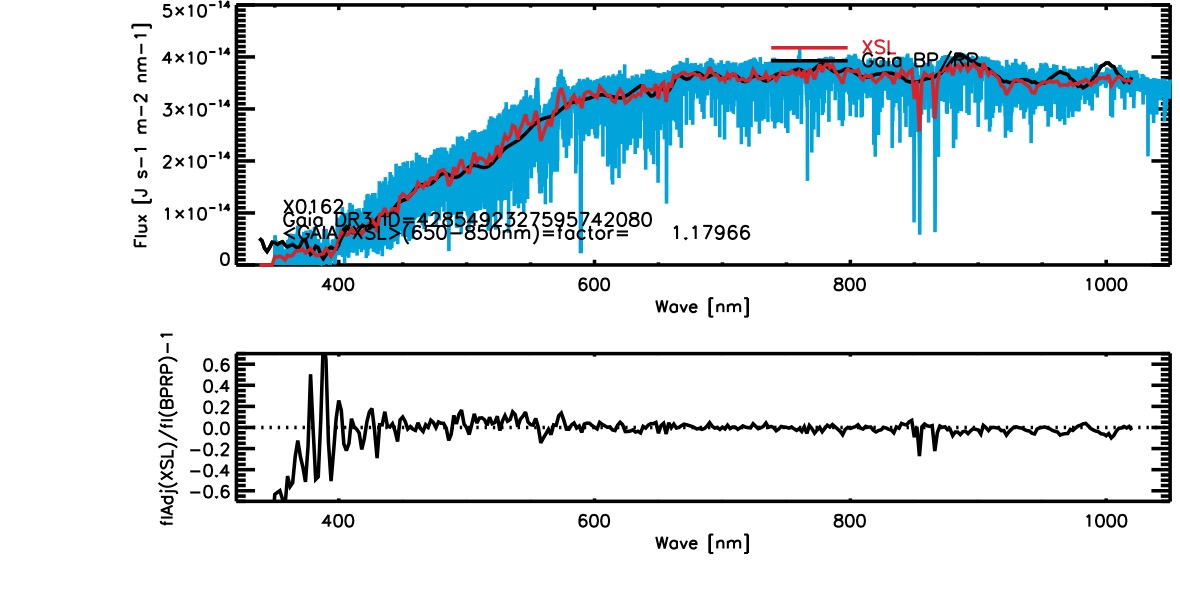 5×10⁻¹⁴
4×10⁻¹⁴
3×10⁻¹⁴
2×10⁻¹⁴
1×10⁻¹⁴
0
Flux [J s−1 m−2 nm−1]
XSL
Gaia BP/RP
X0162
Gaia DR3 ID=4285492327595742080
<GAIA/XSL>(650−850nm)=factor= 1.17966
400 600 800 1000
Wave [nm]
0.6
0.4
0.2
0.0
−0.2
−0.4
−0.6
flAdj(XSL)/fl(BPRP)−1
400 600 800 1000
Wave [nm]